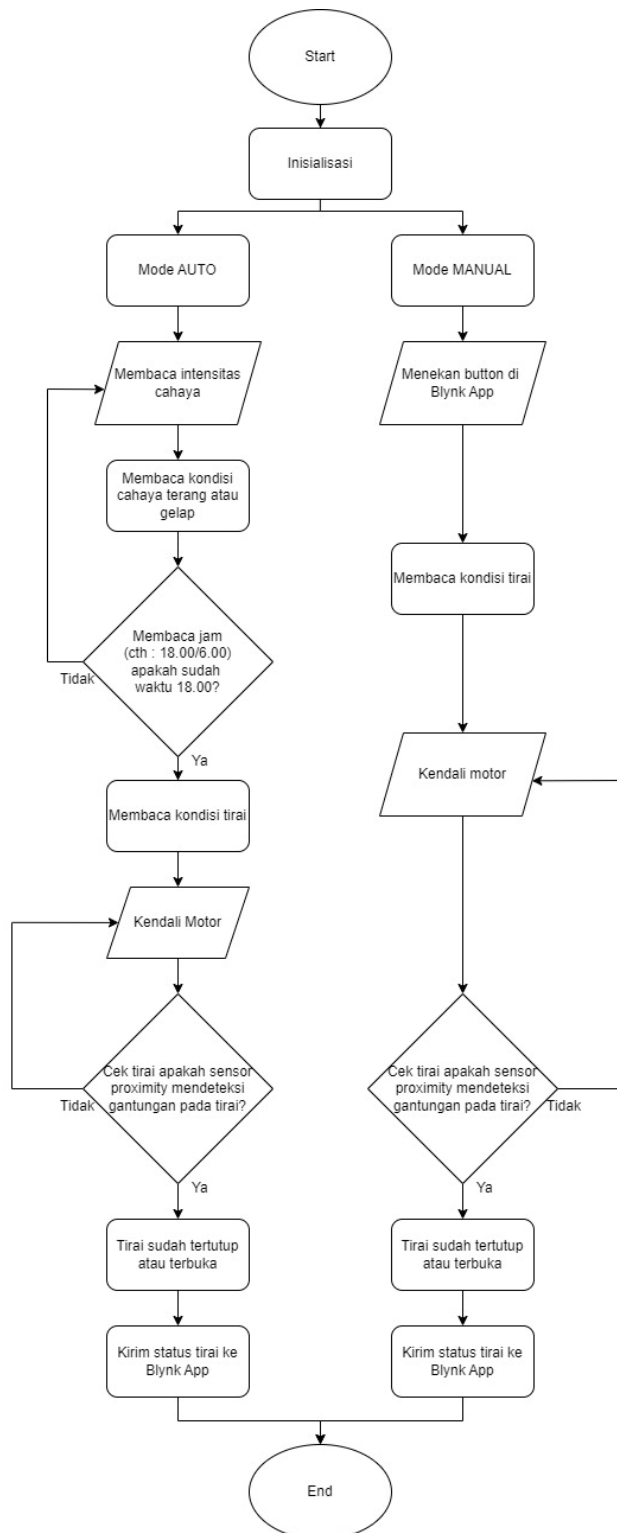 Start
Inisialisasi
Mode AUTO
Mode MANUAL
Membaca intensitas
cahaya
Menekan button di
Blynk App
Membaca kondisi
cahaya terang atau
gelap
Membaca kondisi tirai
Membaca jam
(cth : 18.00/6.00)
apakah sudah
waktu 18.00?
Tidak
Ya
Kendali motor
Membaca kondisi tirai
Kendali Motor
Cek tirai apakah sensor
proximity mendeteksi
gantungan pada tirai?
Tidak
Ya
Cek tirai apakah sensor
proximity mendeteksi
gantungan pada tirai?
Tidak
Ya
Tirai sudah tertutup
atau terbuka
Tirai sudah tertutup
atau terbuka
Kirim status tirai ke
Blynk App
Kirim status tirai ke
Blynk App
End